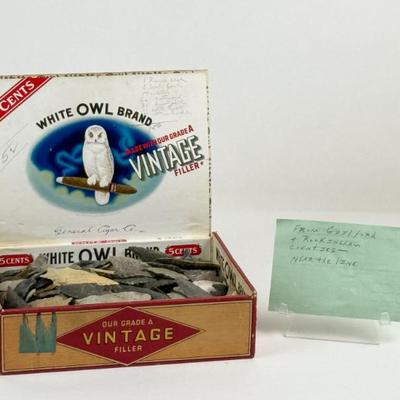 CENTS
WHITE OWL BRAND
MADE WITH OUR GRADE A
VINTAGE
FILLER
General Cigar Co.
5 CENTS
WHITE OWL BRAND
5 CENTS
OUR GRADE A
VINTAGE
FILLER
FROM Guilford
& Rockingham
Counties—
NEAR the line